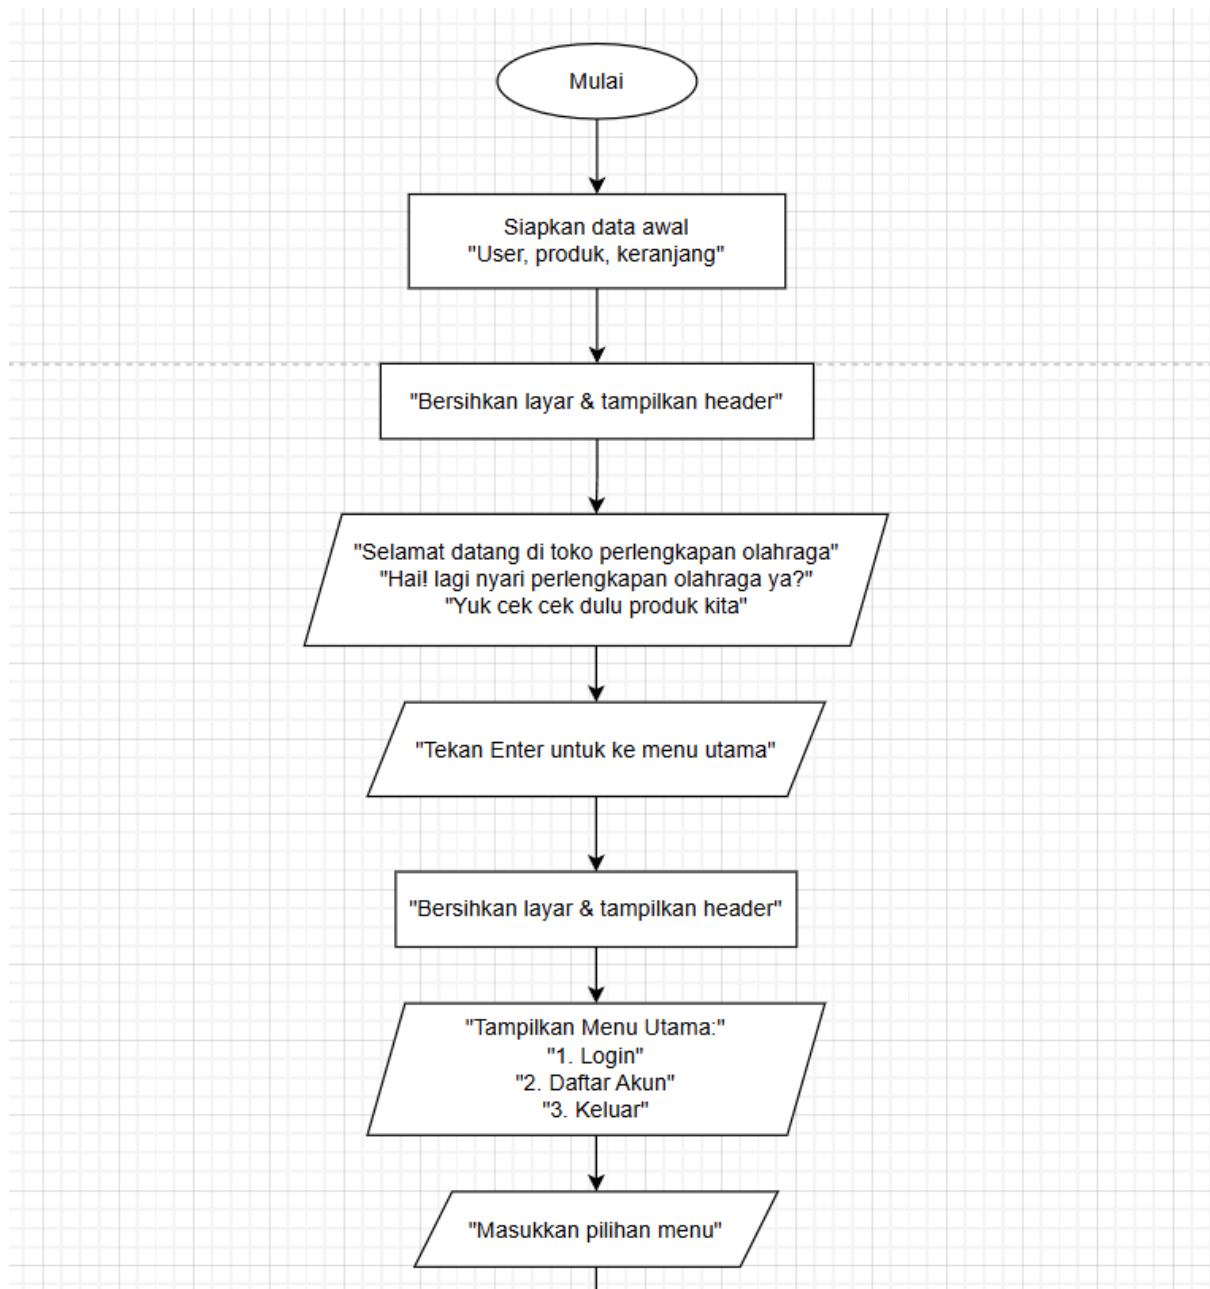 Mulai
Siapkan data awal
"User, produk, keranjang"
"Bersihkan layar & tampilkan header"
"Selamat datang di toko perlengkapan olahraga"
"Hai! lagi nyari perlengkapan olahraga ya?"
"Yuk cek cek dulu produk kita"
"Tekan Enter untuk ke menu utama"
"Bersihkan layar & tampilkan header"
"Tampilkan Menu Utama:"
"1. Login"
"2. Daftar Akun"
"3. Keluar"
"Masukkan pilihan menu"